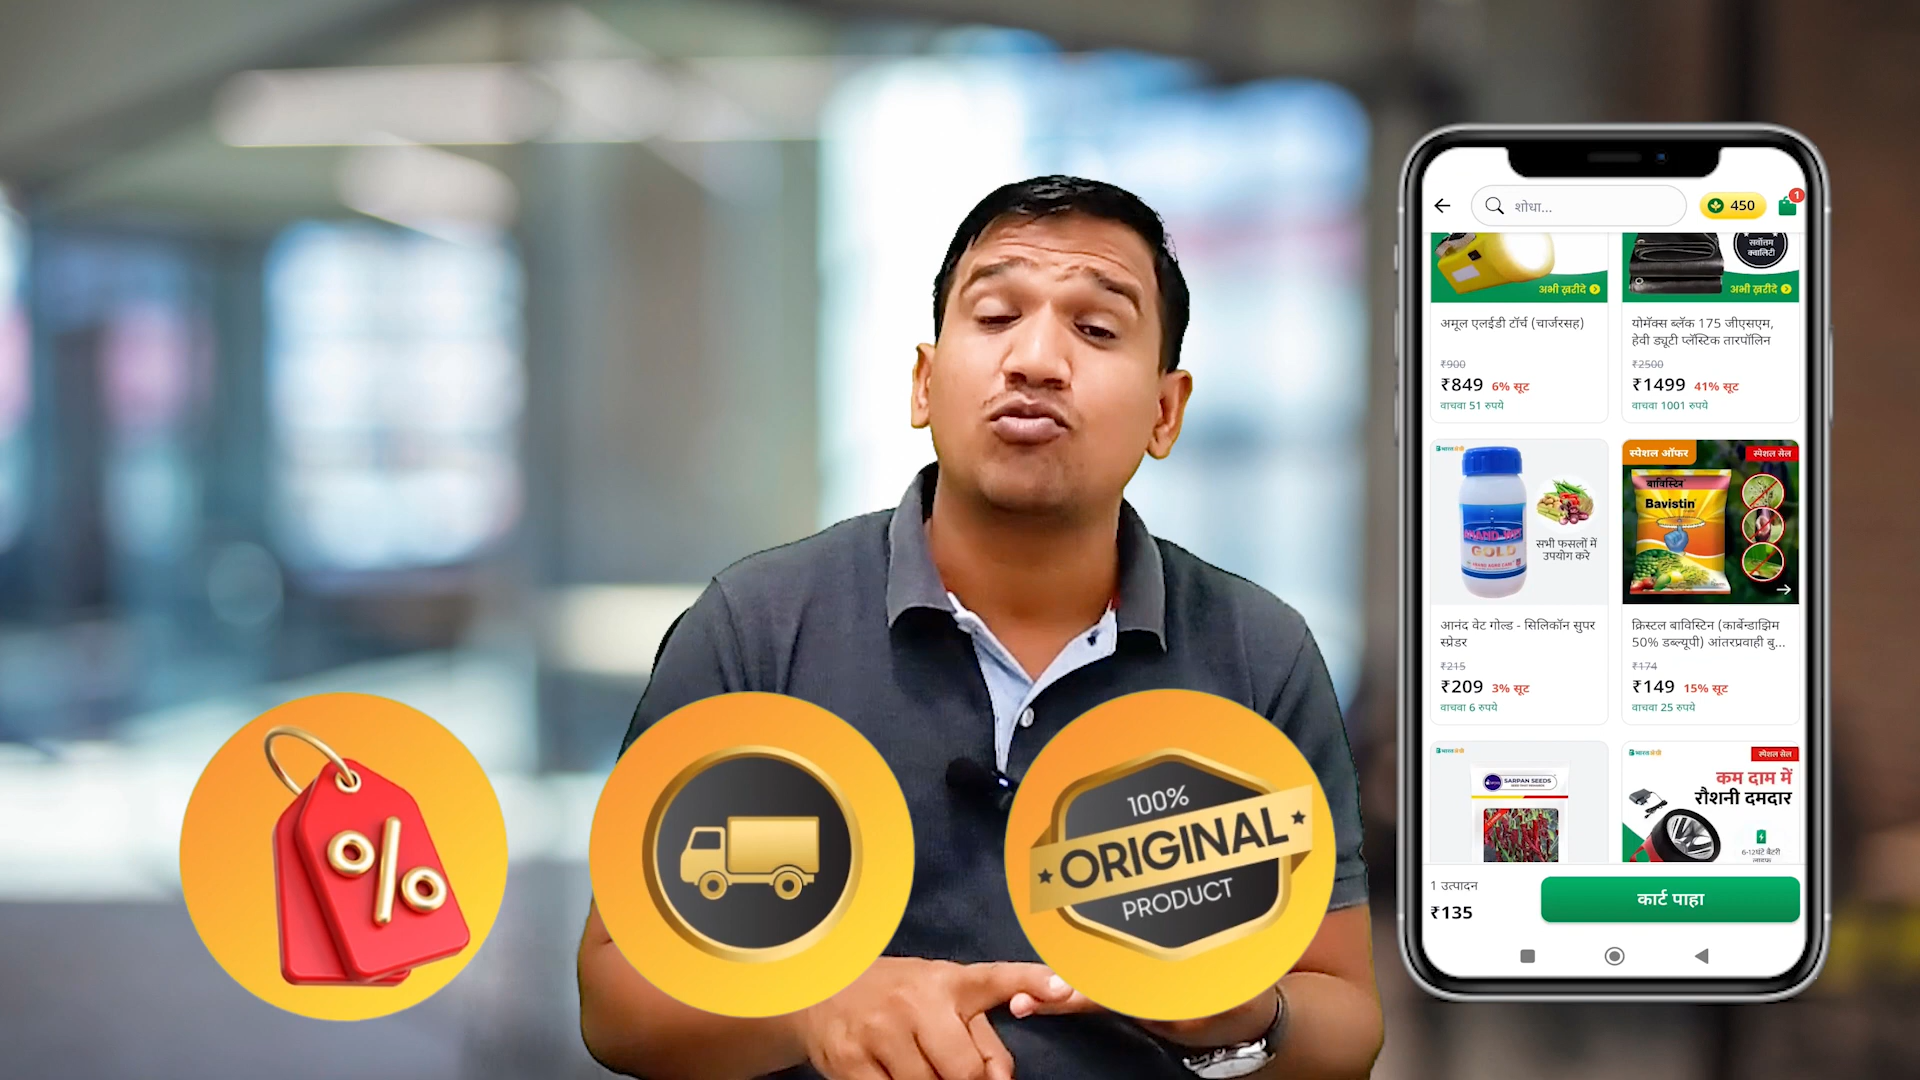 शोधा...
450
1
सर्वोत्तम
क्वालिटी
अभी ख़रीदे
अभी ख़रीदे
अमूल एलईडी टॉर्च (चार्जरसह)
₹900
₹849 6% सूट
वाचवा 51 रुपये
योमॅक्स ब्लॅक 175 जीएसएम,
हेवी ड्युटी प्लॅस्टिक तारपॉलिन
₹2500
₹1499 41% सूट
वाचवा 1001 रुपये
GOLD
सभी फसलों में
उपयोग करे
आनंद वेट गोल्ड - सिलिकॉन सुपर
स्प्रेडर
₹215
₹209 3% सूट
वाचवा 6 रुपये
स्पेशल ऑफर
स्पेशल सेल
बाविस्टिन
Bavistin
क्रिस्टल बाविस्टिन (कार्बेन्डाझिम
50% डब्ल्यूपी) आंतरप्रवाही बु...
₹174
₹149 15% सूट
वाचवा 25 रुपये
SARPAN SEEDS
स्पेशल सेल
कम दाम में
रौशनी दमदार
6-12घंटे बैटरी
1 उत्पादन
₹135
कार्ट पाहा
%
100%
ORIGINAL
PRODUCT